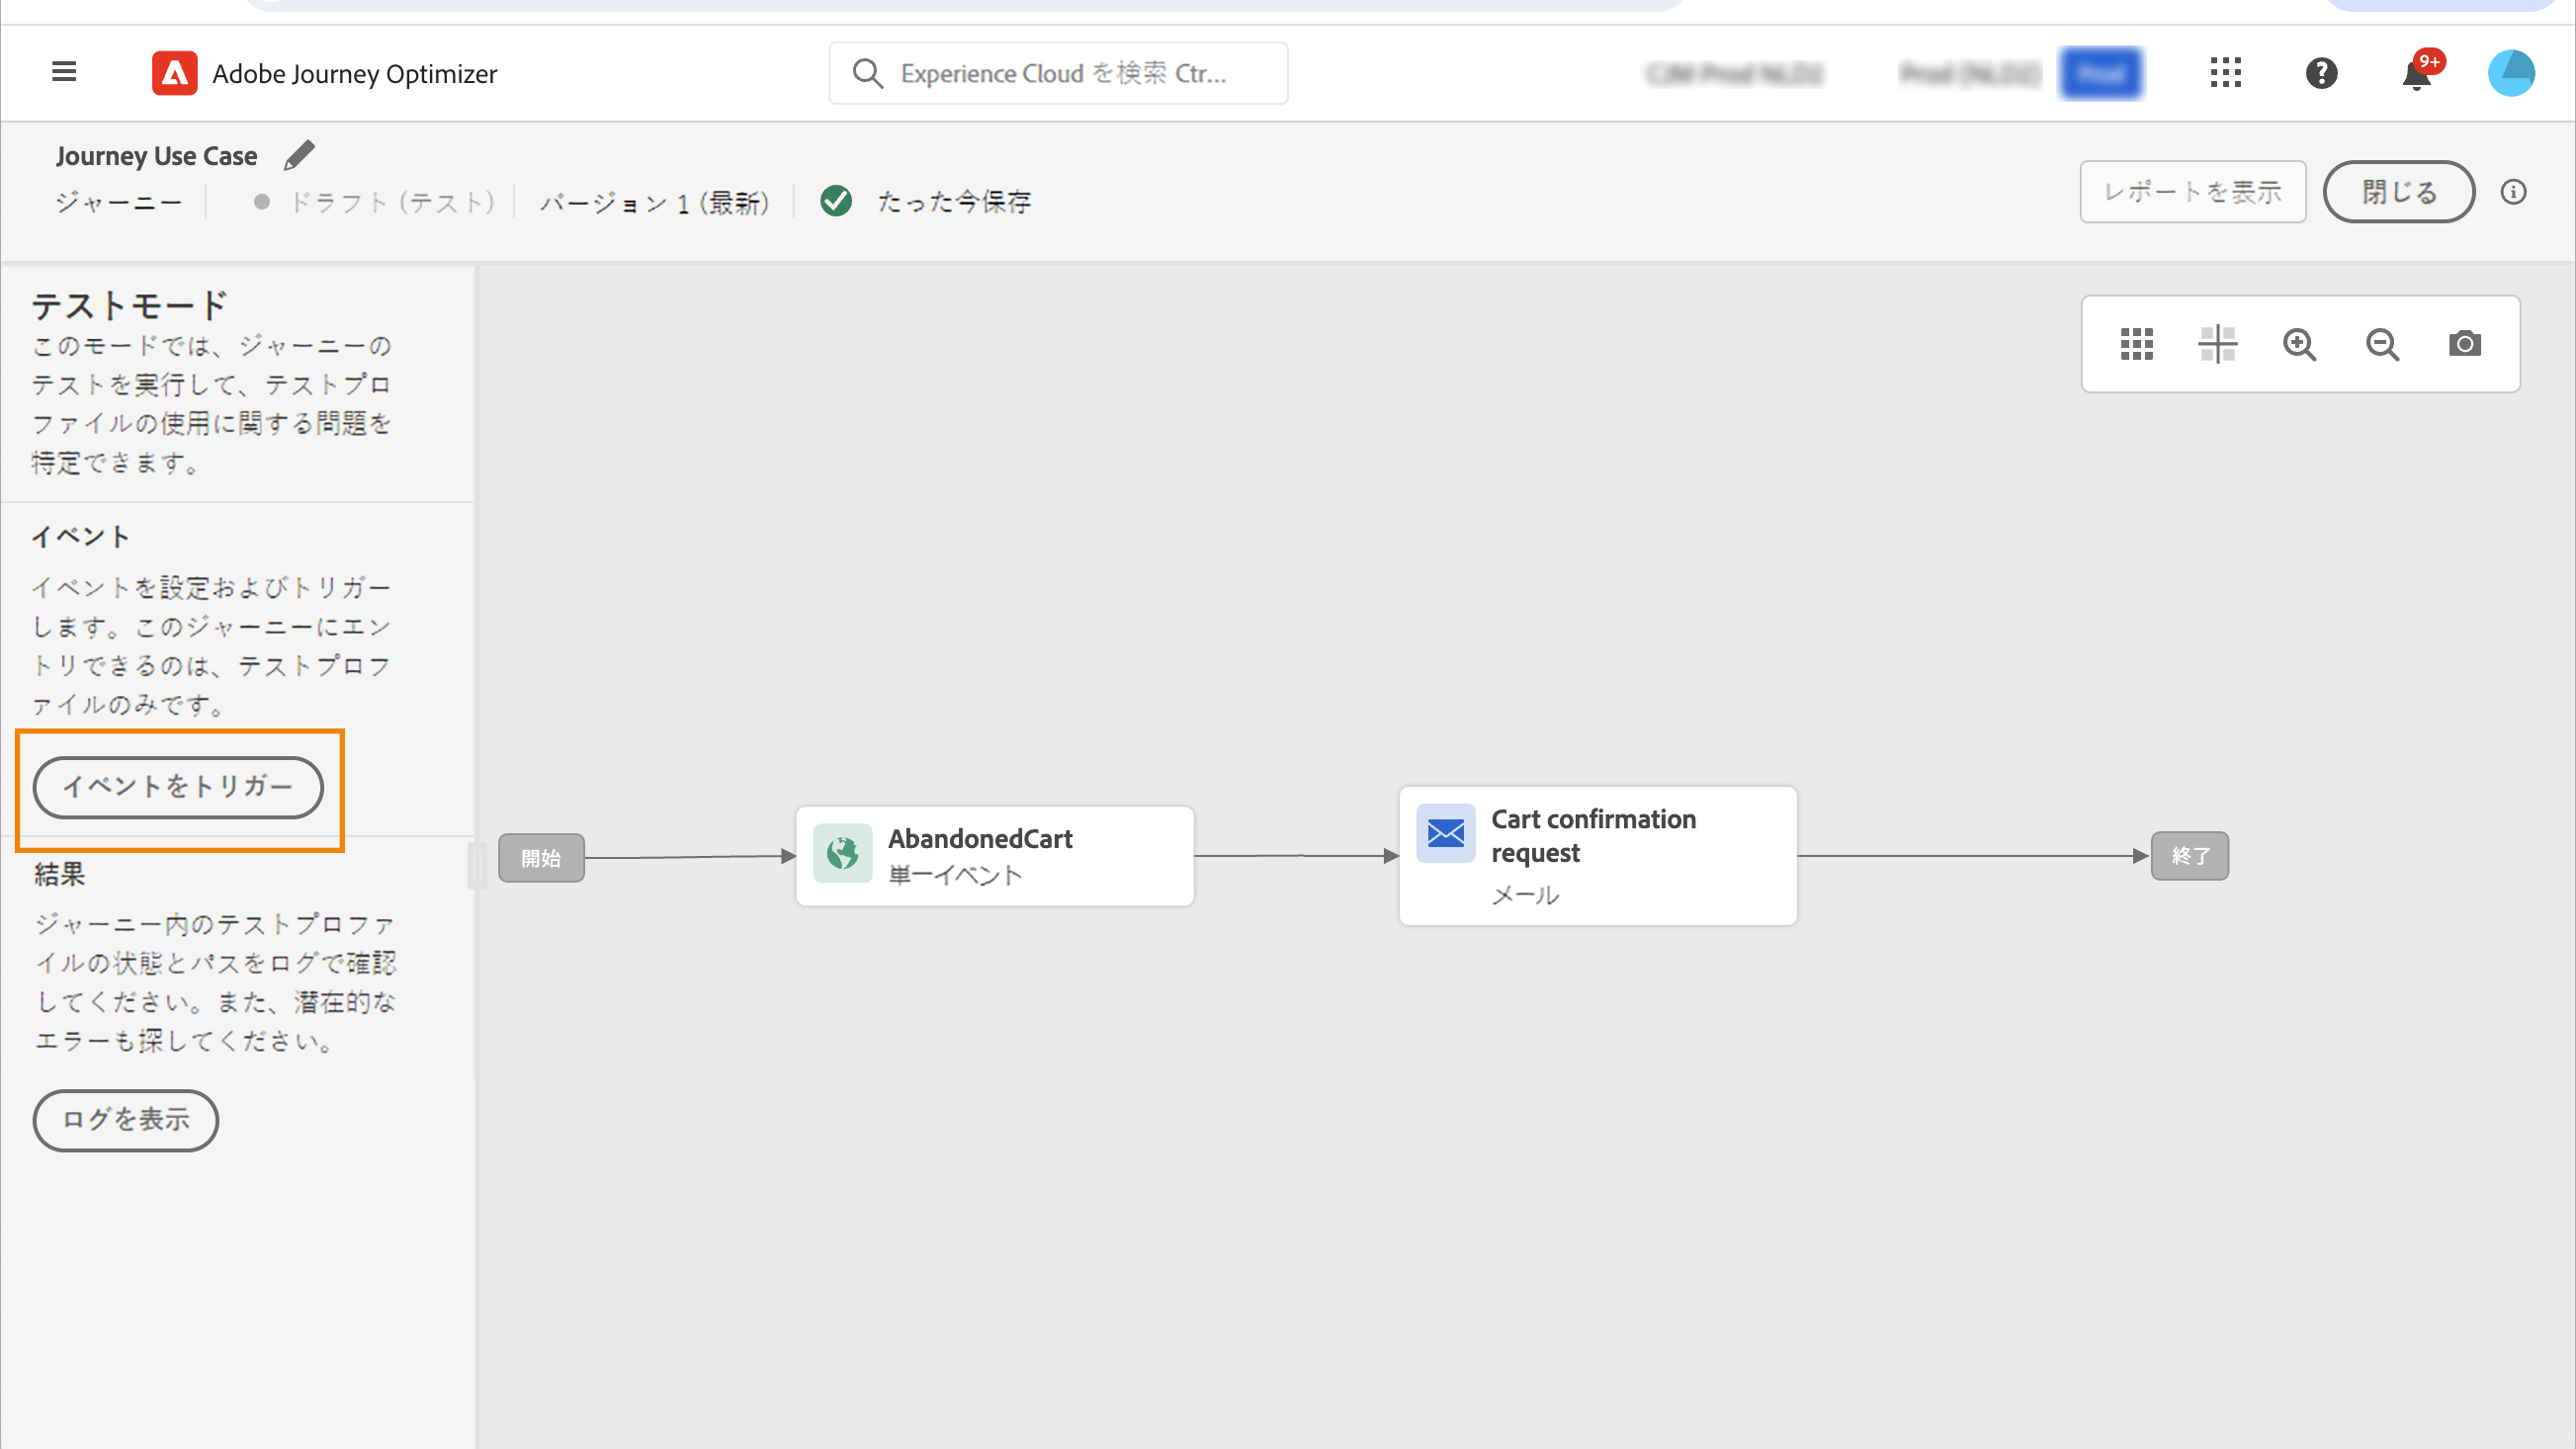 Adobe Journey Optimizer
Experience Cloud を検索 Ctr...
9+
Journey Use Case
ジャーニー
ドラフト (テスト)
バージョン 1 (最新)
たった今保存
レポートを表示
閉じる
テストモード
このモードでは、ジャーニーの
テストを実行して、テストプロ
ファイルの使用に関する問題を
特定できます。
イベント
イベントを設定およびトリガー
します。このジャーニーにエン
トリできるのは、テストプロフ
ァイルのみです。
イベントをトリガー
結果
ジャーニー内のテストプロファ
イルの状態とパスをログで確認
してください。また、潜在的な
エラーも探してください。
ログを表示
開始
AbandonedCart
単一イベント
Cart confirmation
request
メール
終了